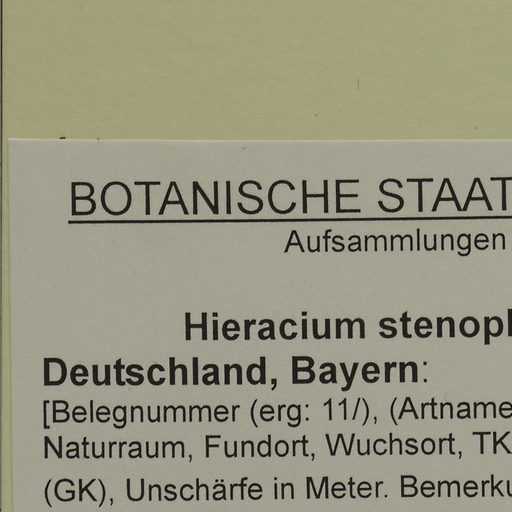 BOTANISCHE STAAT
Aufsammlungen
Hieracium stenop
Deutschland, Bayern:
[Belegnummer (erg: 11/), (Artname
Naturraum, Fundort, Wuchsort, TK
(GK), Unschärfe in Meter. Bemerku